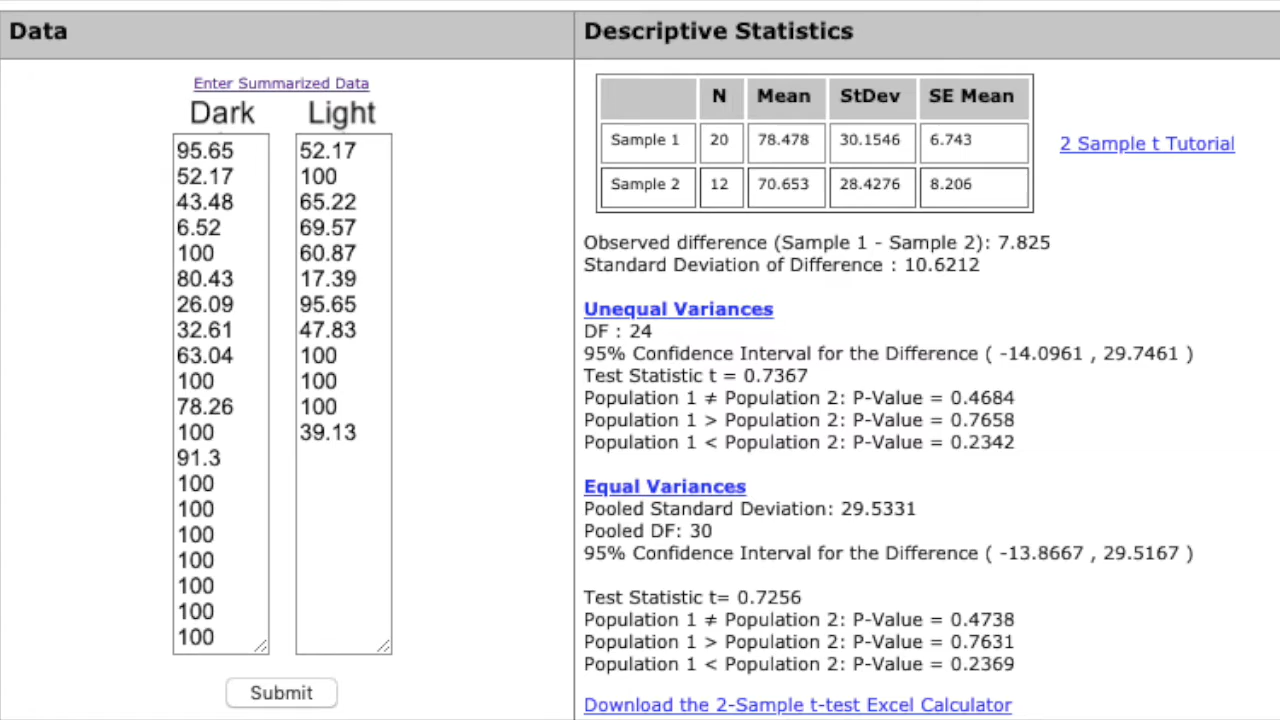 Data
Enter Summarized Data
Dark
Light
95.65
52.17
43.48
6.52
100
80.43
26.09
32.61
63.04
100
78.26
100
91.3
100
100
100
100
100
100
100
52.17
100
65.22
69.57
60.87
17.39
95.65
47.83
100
100
100
39.13
Submit
Descriptive Statistics
N Mean StDev SE Mean
Sample 1 20 78.478 30.1546 6.743
Sample 2 12 70.653 28.4276 8.206
2 Sample t Tutorial
Observed difference (Sample 1 - Sample 2): 7.825
Standard Deviation of Difference : 10.6212
Unequal Variances
DF : 24
95% Confidence Interval for the Difference ( -14.0961 , 29.7461 )
Test Statistic t = 0.7367
Population 1 ≠ Population 2: P-Value = 0.4684
Population 1 > Population 2: P-Value = 0.7658
Population 1 < Population 2: P-Value = 0.2342
Equal Variances
Pooled Standard Deviation: 29.5331
Pooled DF: 30
95% Confidence Interval for the Difference ( -13.8667 , 29.5167 )
Test Statistic t= 0.7256
Population 1 ≠ Population 2: P-Value = 0.4738
Population 1 > Population 2: P-Value = 0.7631
Population 1 < Population 2: P-Value = 0.2369
Download the 2-Sample t-test Excel Calculator